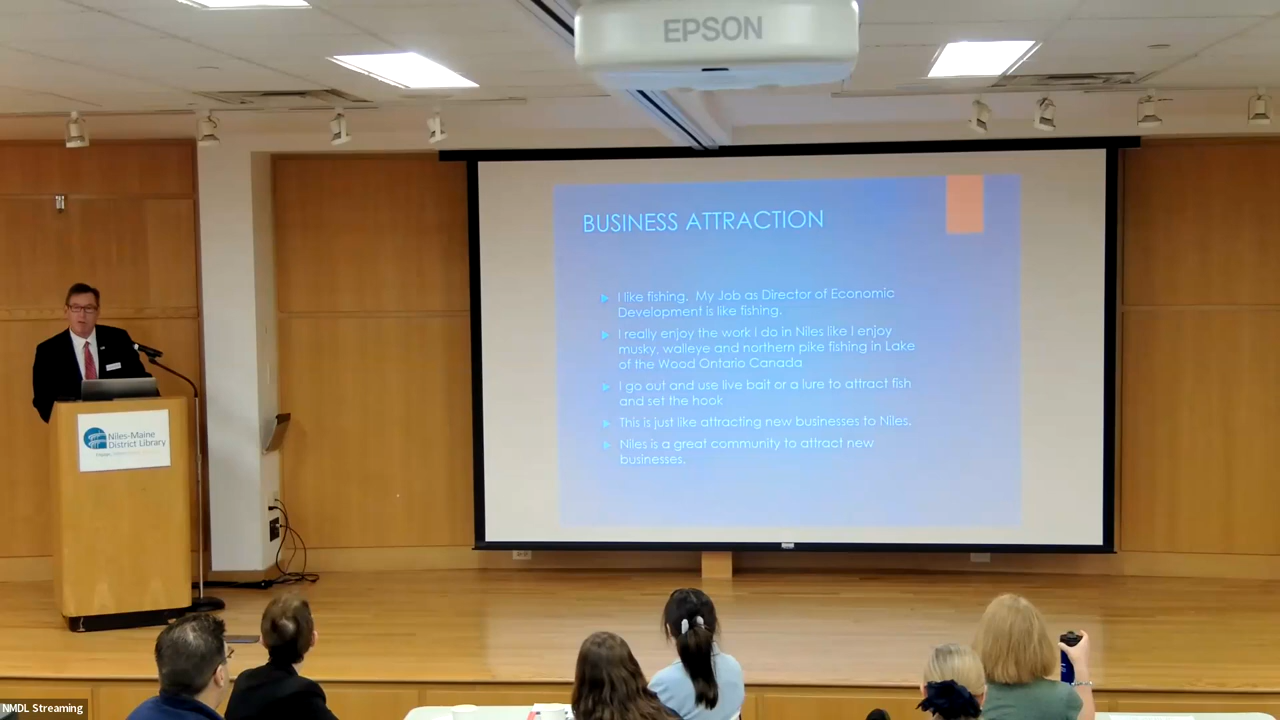 EPSON
BUSINESS ATTRACTION
I like fishing. My Job as Director of Economic
Development is like fishing.
I really enjoy the work I do in Niles like I enjoy
musky, walleye and northern pike fishing in Lake
of the Wood Ontario Canada
I go out and use live bait or a lure to attract fish
and set the hook
This is just like attracting new businesses to Niles.
Niles is a great community to attract new
businesses.
Niles-Maine
District Library
NMDL Streaming